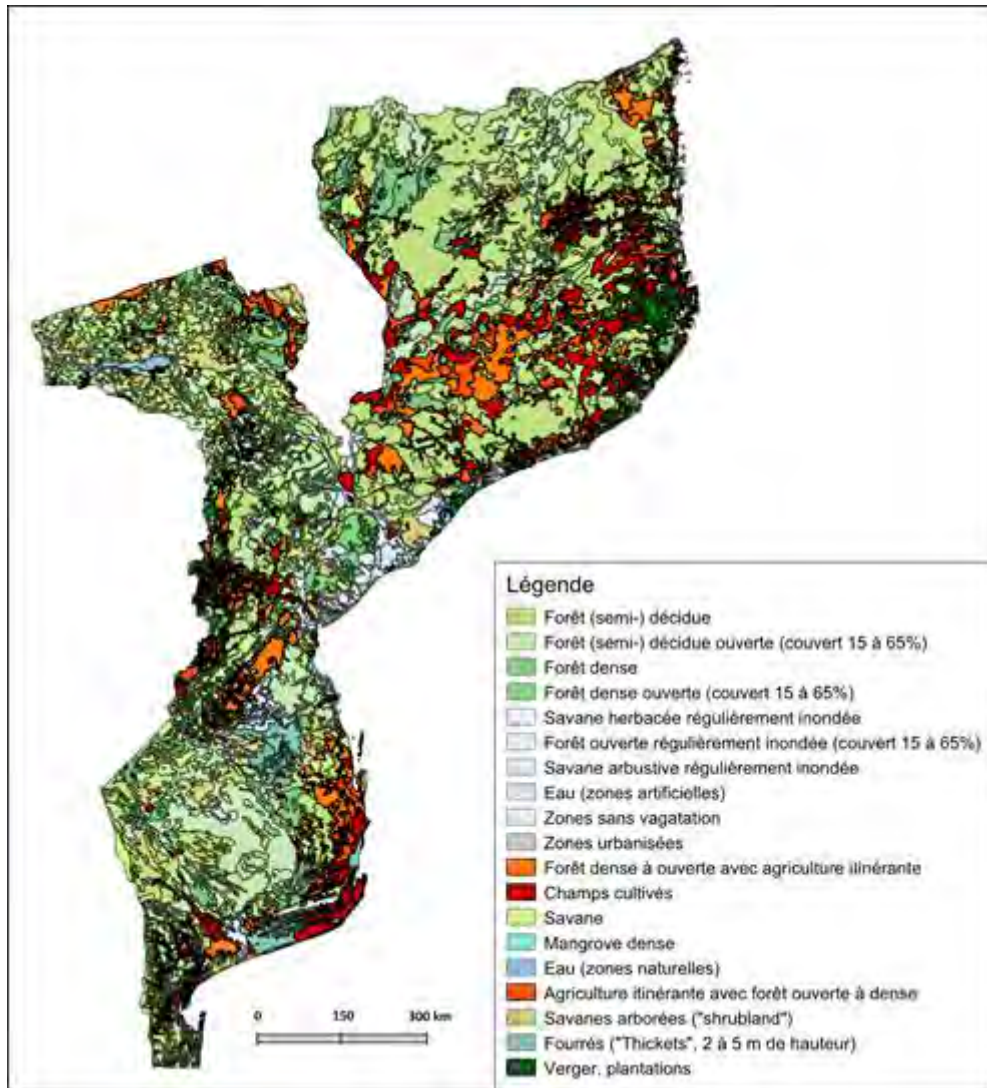 Légende
Forêt (semi-) décidue
Forêt (semi-) décidue ouverte (couvert 15 à 65%)
Forêt dense
Forêt dense ouverte (couvert 15 à 65%)
Savane herbacée régulièrement inondée
Forêt ouverte régulièrement inondée (couvert 15 à 65%)
Savane arbustive régulièrement inondée
Eau (zones artificielles)
Zones sans vagatation
Zones urbanisées
Forêt dense à ouverte avec agriculture itinérante
Champs cultivés
Savane
Mangrove dense
Eau (zones naturelles)
Agriculture itinérante avec forêt ouverte à dense
Savanes arborées ("shrubland")
Fourrés ("Thickets", 2 à 5 m de hauteur)
Verger, plantations
0 150 300 km